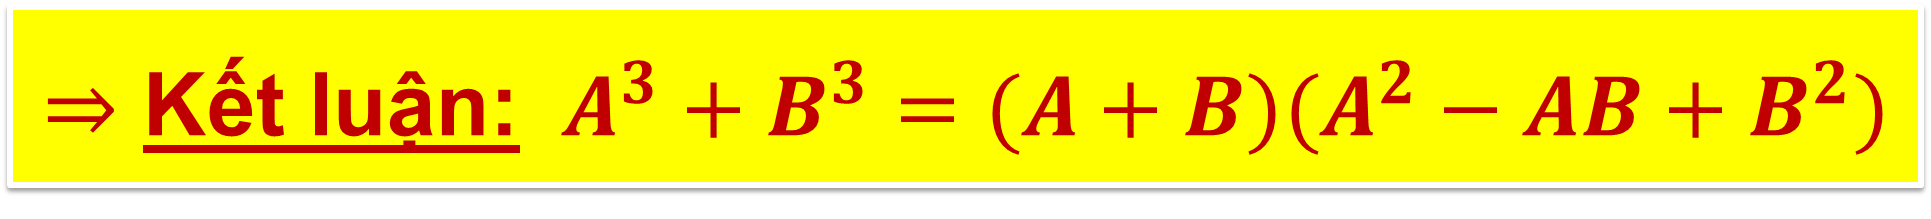 ⇒ Kết luận: A³ + B³ = (A + B)(A² − AB + B²)